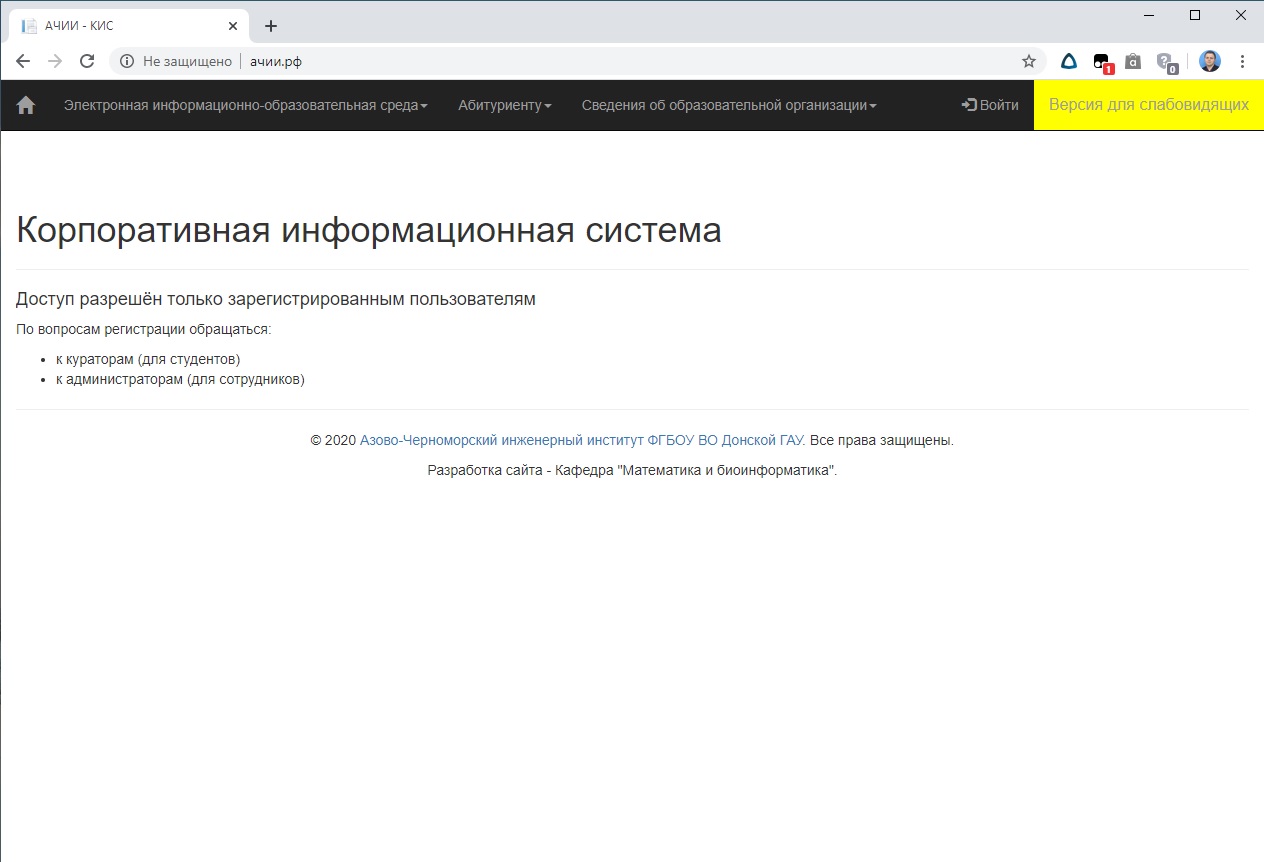 АЧИИ - КИС
Не защищено
ачии.рф
1
a
0
Электронная информационно-образовательная среда
Абитуриенту
Сведения об образовательной организации
Войти
Версия для слабовидящих
Корпоративная информационная система
Доступ разрешён только зарегистрированным пользователям
По вопросам регистрации обращаться:
• к кураторам (для студентов)
• к администраторам (для сотрудников)
© 2020 Азово-Черноморский инженерный институт ФГБОУ ВО Донской ГАУ. Все права защищены.
Разработка сайта - Кафедра "Математика и биоинформатика".